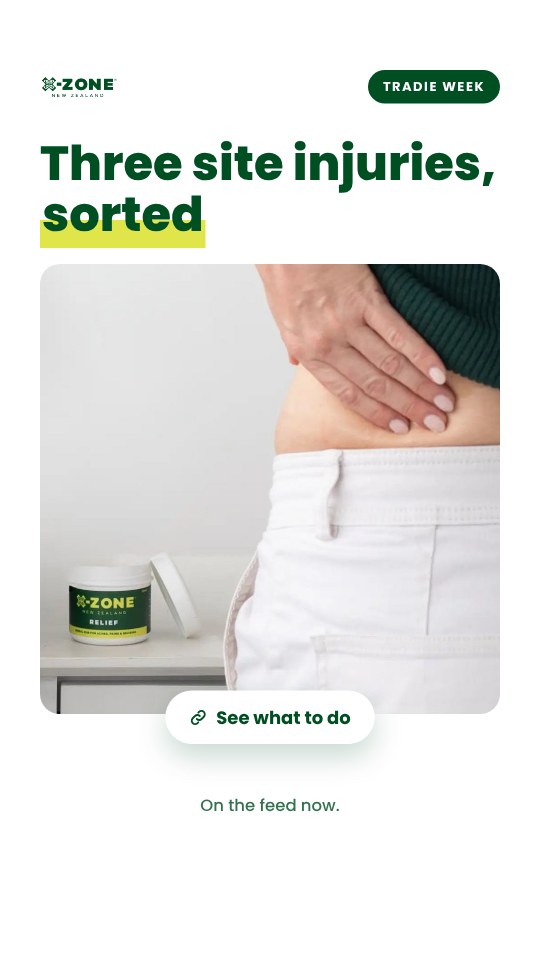 X-ZONE
NEW ZEALAND
TRADIE WEEK
Three site injuries,
sorted
X-ZONE
NEW ZEALAND
RELIEF
See what to do
On the feed now.